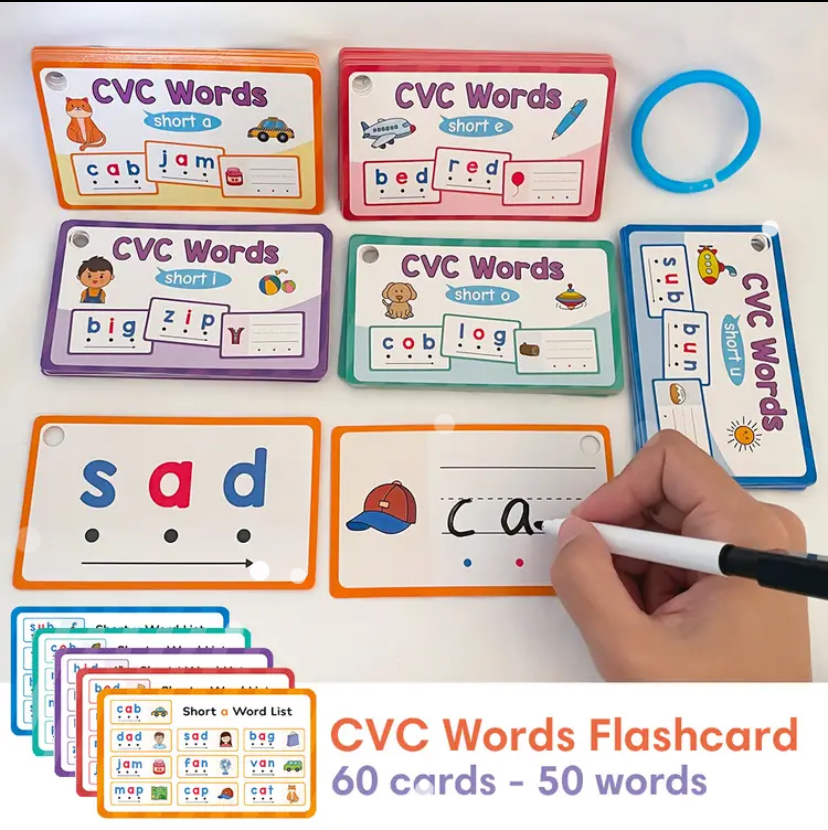 CVC Words
short a
cab
jam
CVC Words
short e
bed
red
CVC Words
short i
big
zip
CVC Words
short o
cob
log
CVC Words
short u
sub
bun
sad
ca
Short a Word List
cab
dad
sad
bag
jam
fan
van
map
cap
cat
CVC Words Flashcard
60 cards - 50 words